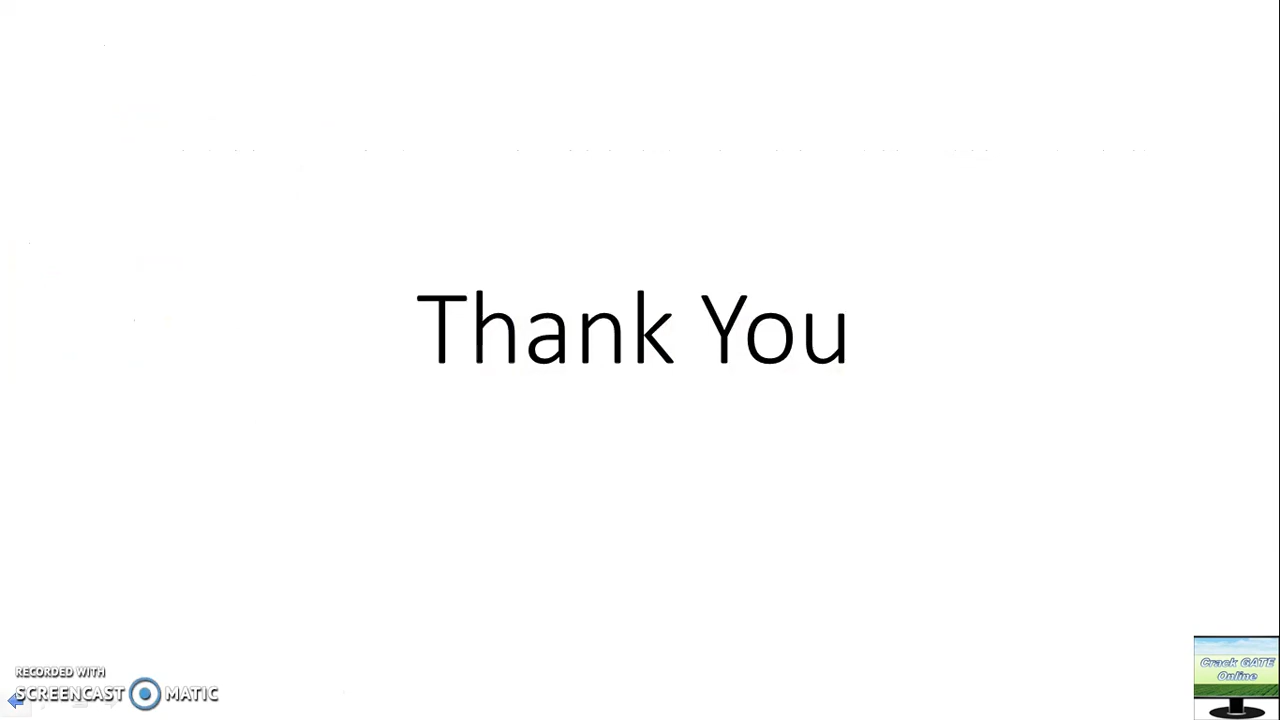 Thank You
RECORDED WITH
SCREENCAST MATIC
Crack GATE
Online